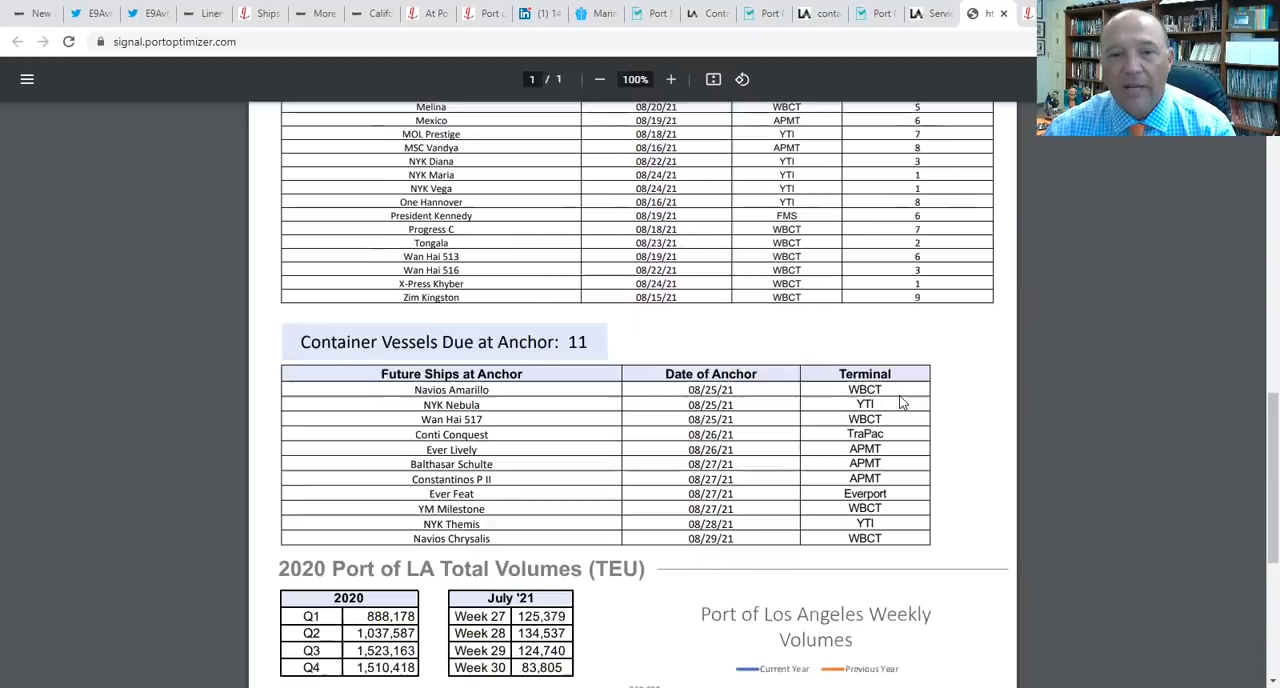 New
E9Av
E9Av
Liner
Ships
More
Califo
At Po
Port
(1) 14
Marin
Port S
LA Conta
Port
LA conta
Port
LA Servi
ht
signal.portoptimizer.com
1 / 1
100%
Melina 08/20/21 WBCT 5
Mexico 08/19/21 APMT 6
MOL Prestige 08/18/21 YTI 7
MSC Vandya 08/16/21 APMT 8
NYK Diana 08/22/21 YTI 3
NYK Maria 08/24/21 YTI 1
NYK Vega 08/24/21 YTI 1
One Hannover 08/16/21 YTI 8
President Kennedy 08/19/21 FMS 6
Progress C 08/18/21 WBCT 7
Tongala 08/23/21 WBCT 2
Wan Hai 513 08/19/21 WBCT 6
Wan Hai 516 08/22/21 WBCT 3
X-Press Khyber 08/24/21 WBCT 1
Zim Kingston 08/15/21 WBCT 9
Container Vessels Due at Anchor: 11
Future Ships at Anchor Date of Anchor Terminal
Navios Amarillo 08/25/21 WBCT
NYK Nebula 08/25/21 YTI
Wan Hai 517 08/25/21 WBCT
Conti Conquest 08/26/21 TraPac
Ever Lively 08/26/21 APMT
Balthasar Schulte 08/27/21 APMT
Constantinos P II 08/27/21 APMT
Ever Feat 08/27/21 Everport
YM Milestone 08/27/21 WBCT
NYK Themis 08/28/21 YTI
Navios Chrysalis 08/29/21 WBCT
2020 Port of LA Total Volumes (TEU)
2020 July '21
Q1 888,178 Week 27 125,379
Q2 1,037,587 Week 28 134,537
Q3 1,523,163 Week 29 124,740
Q4 1,510,418 Week 30 83,805
Port of Los Angeles Weekly
Volumes
Current Year Previous Year